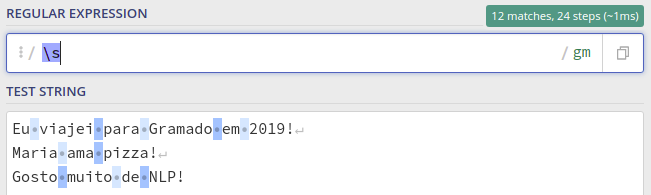 REGULAR EXPRESSION
12 matches, 24 steps (~1ms)
/ \s / gm
TEST STRING
Eu·viajei·para·Gramado·em·2019!↵
Maria·ama·pizza!↵
Gosto·muito·de·NLP!